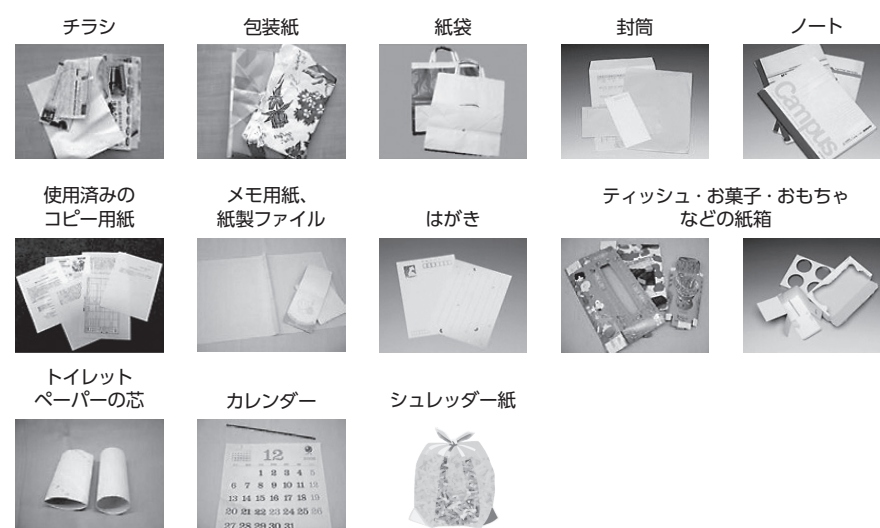 チラシ
包装紙
紙袋
封筒
ノート
Campus
使用済みの
コピー用紙
メモ用紙、
紙製ファイル
はがき
ティッシュ・お菓子・おもちゃ
などの紙箱
トイレット
ペーパーの芯
カレンダー
シュレッダー紙
12
1 2 3 4 5
6 7 8 9 10 11 12
13 14 15 16 17 18 19
20 21 22 23 24 25 26
27 28 29 30 31